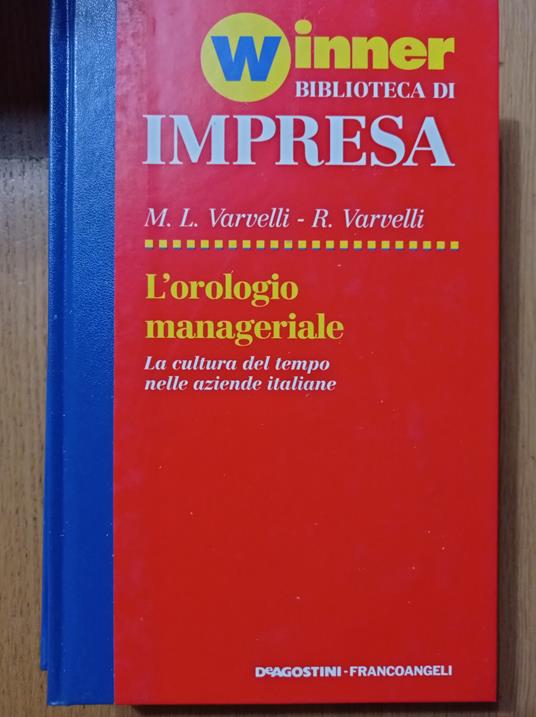 Winner
BIBLIOTECA DI
IMPRESA
M. L. Varvelli - R. Varvelli
L'orologio
manageriale
La cultura del tempo
nelle aziende italiane
DEAGOSTINI-FRANCOANGELI